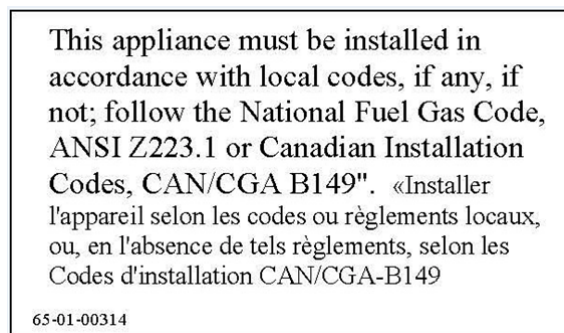 This appliance must be installed in
accordance with local codes, if any, if
not; follow the National Fuel Gas Code,
ANSI Z223.1 or Canadian Installation
Codes, CAN/CGA B149". «Installer
l'appareil selon les codes ou règlements locaux,
ou, en l'absence de tels règlements, selon les
Codes d'installation CAN/CGA-B149
65-01-00314